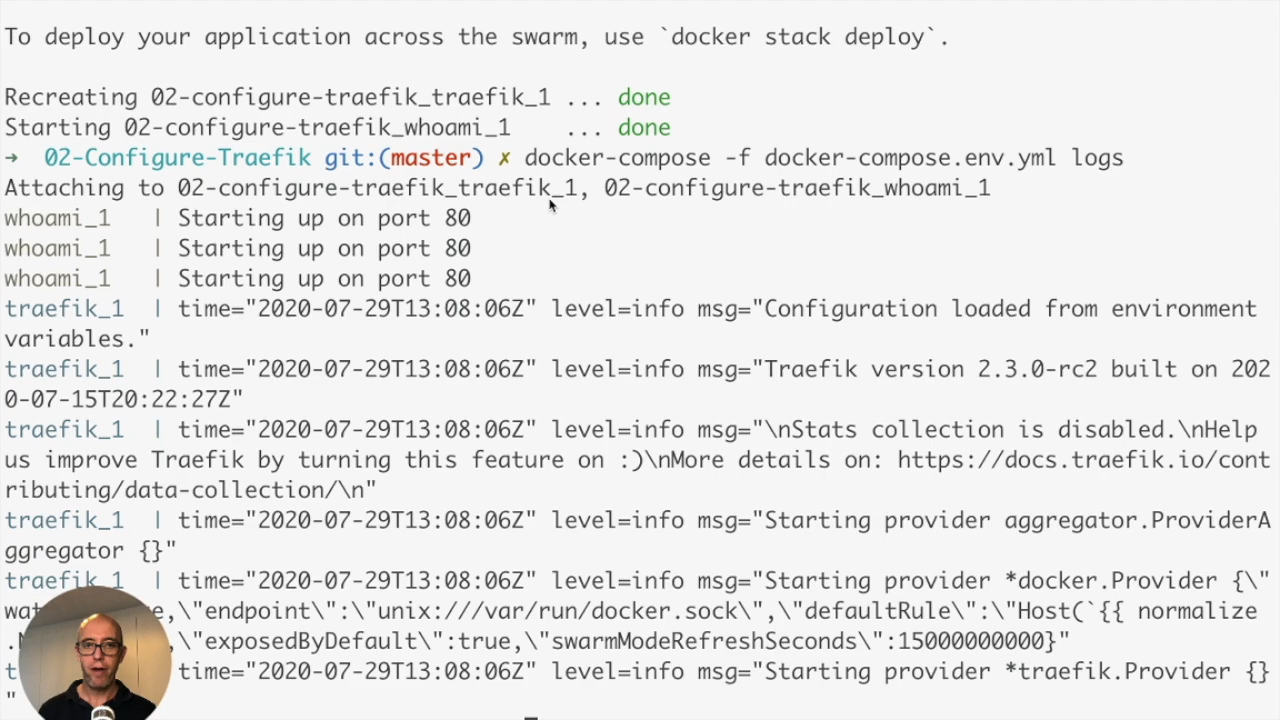 To deploy your application across the swarm, use `docker stack deploy`.
Recreating 02-configure-traefik_traefik_1 ... done
Starting 02-configure-traefik_whoami_1    ... done
➜  02-Configure-Traefik git:(master) ✗ docker-compose -f docker-compose.env.yml logs
Attaching to 02-configure-traefik_traefik_1, 02-configure-traefik_whoami_1
whoami_1   | Starting up on port 80
whoami_1   | Starting up on port 80
whoami_1   | Starting up on port 80
traefik_1  | time="2020-07-29T13:08:06Z" level=info msg="Configuration loaded from environment
variables."
traefik_1  | time="2020-07-29T13:08:06Z" level=info msg="Traefik version 2.3.0-rc2 built on 202
0-07-15T20:22:27Z"
traefik_1  | time="2020-07-29T13:08:06Z" level=info msg="\nStats collection is disabled.\nHelp
us improve Traefik by turning this feature on :)\nMore details on: https://docs.traefik.io/cont
ributing/data-collection/\n"
traefik_1  | time="2020-07-29T13:08:06Z" level=info msg="Starting provider aggregator.ProviderA
ggregator {}"
traefik_1  | time="2020-07-29T13:08:06Z" level=info msg="Starting provider *docker.Provider {\"
wat e,\"endpoint\":\"unix:///var/run/docker.sock\",\"defaultRule\":\"Host(`{{ normalize
,\"exposedByDefault\":true,\"swarmModeRefreshSeconds\":15000000000}"
t | time="2020-07-29T13:08:06Z" level=info msg="Starting provider *traefik.Provider {}
"